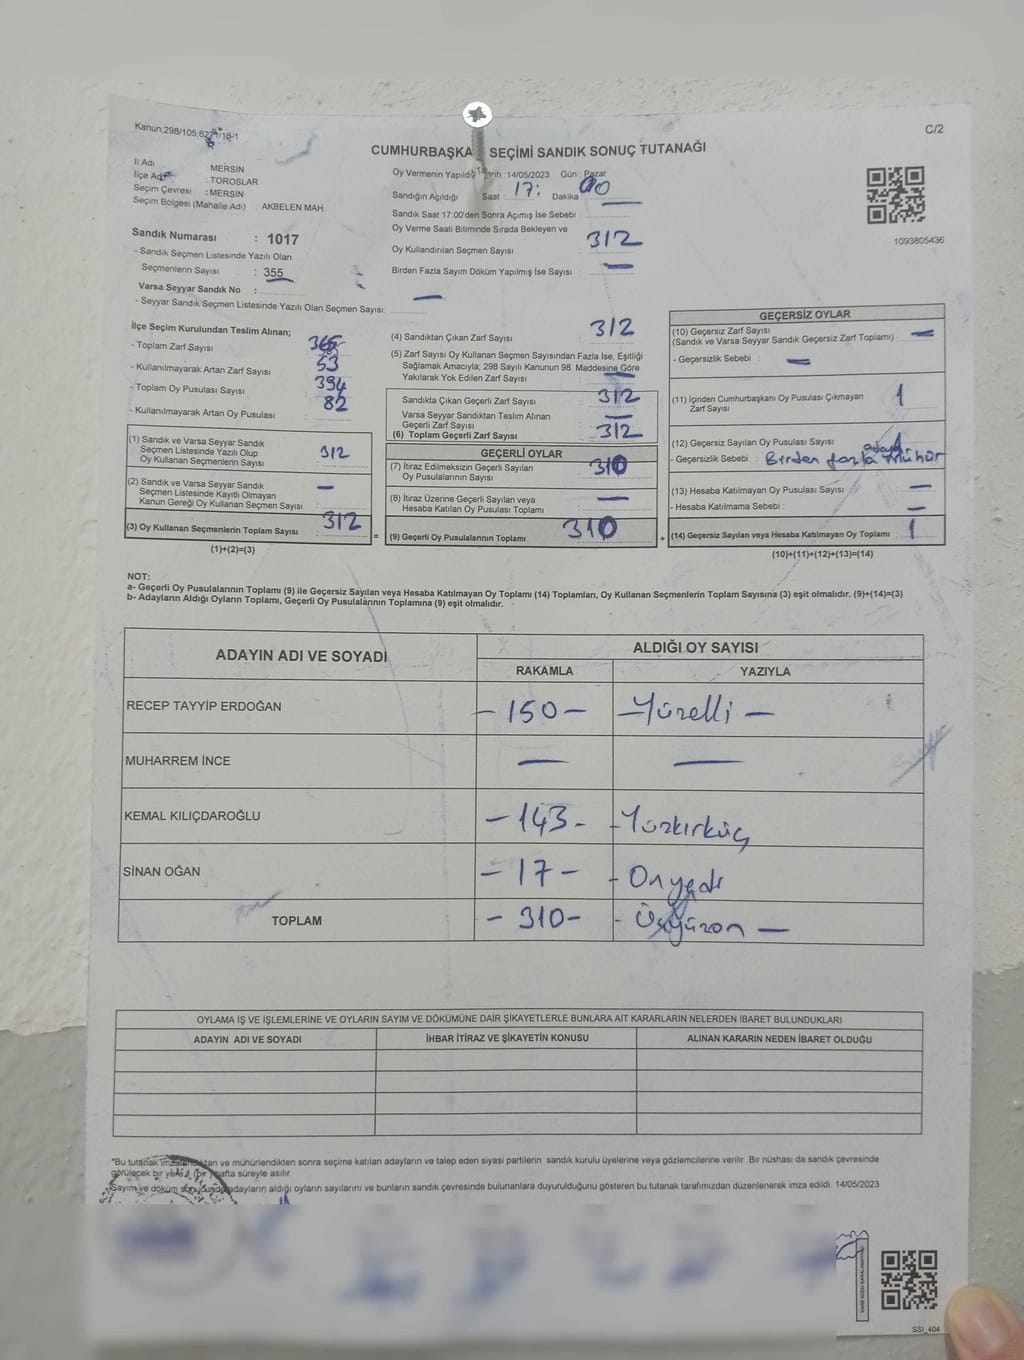 Kanun;298/105,627/18-1
C/2
CUMHURBAŞKA SEÇİMİ SANDIK SONUÇ TUTANAĞI
İl Adı MERSİN
İlçe Adı : TOROSLAR
Seçim Çevresi : MERSİN
Seçim Bölgesi (Mahalle Adı) : AKBELEN MAH.
Oy Vermenin Yapıldığı Tarih :14/05/2023 Gün : Pazar
Sandığın Açıldığı Saat 17: Dakika 00
Sandık Saat 17:00'den Sonra Açımış İse Sebebi
Oy Verme Saati Bitiminde Sırada Bekleyen ve
Oy Kullandırılan Seçmen Sayısı : 312
Birden Fazla Sayım Döküm Yapılmış İse Sayısı : —
1093805436
Sandık Numarası : 1017
- Sandık Seçmen Listesinde Yazılı Olan
Seçmenlerin Sayısı : 355
Varsa Seyyar Sandık No :
- Seyyar Sandık Seçmen Listesinde Yazılı Olan Seçmen Sayısı: —
İlçe Seçim Kurulundan Teslim Alınan;
- Toplam Zarf Sayısı : 365
- Kullanılmayarak Artan Zarf Sayısı : 53
- Toplam Oy Pusulası Sayısı : 394
- Kullanılmayarak Artan Oy Pusulası : 82
(1) Sandık ve Varsa Seyyar Sandık
Seçmen Listesinde Yazılı Olup
Oy Kullanan Seçmenlerin Sayısı : 312
(2) Sandık ve Varsa Seyyar Sandık
Seçmen Listesinde Kayıtlı Olmayan
Kanun Gereği Oy Kullanan Seçmen Sayısı : —
(3) Oy Kullanan Seçmenlerin Toplam Sayısı : 312
(1)+(2)=(3)
=
(4) Sandıktan Çıkan Zarf Sayısı : 312
(5) Zarf Sayısı Oy Kullanan Seçmen Sayısından Fazla İse, Eşitliği
Sağlamak Amacıyla, 298 Sayılı Kanunun 98. Maddesine Göre
Yakılarak Yok Edilen Zarf Sayısı : —
Sandıkta Çıkan Geçerli Zarf Sayısı : 312
Varsa Seyyar Sandıktan Teslim Alınan
Geçerli Zarf Sayısı : —
(6) Toplam Geçerli Zarf Sayısı : 312
GEÇERLİ OYLAR
(7) İtiraz Edilmeksizin Geçerli Sayılan
Oy Pusulalarının Sayısı : 310
(8) İtiraz Üzerine Geçerli Sayılan veya
Hesaba Katılan Oy Pusulası Toplamı : —
(9) Geçerli Oy Pusulalarının Toplamı : 310
+
GEÇERSİZ OYLAR
(10) Geçersiz Zarf Sayısı
(Sandık ve Varsa Seyyar Sandık Geçersiz Zarf Toplamı) : —
- Geçersizlik Sebebi : —
(11) İçinden Cumhurbaşkanı Oy Pusulası Çıkmayan
Zarf Sayısı : 1
(12) Geçersiz Sayılan Oy Pusulası Sayısı : 1
- Geçersizlik Sebebi : Birden fazla adaya mühür
(13) Hesaba Katılmayan Oy Pusulası Sayısı : —
- Hesaba Katılmama Sebebi : —
(14) Geçersiz Sayılan veya Hesaba Katılmayan Oy Toplamı : 1
(10)+(11)+(12)+(13)=(14)
NOT:
a- Geçerli Oy Pusulalarının Toplamı (9) ile Geçersiz Sayılan veya Hesaba Katılmayan Oy Toplamı (14) Toplamları, Oy Kullanan Seçmenlerin Toplam Sayısına (3) eşit olmalıdır. (9)+(14)=(3)
b- Adayların Aldığı Oyların Toplamı, Geçerli Oy Pusulalarının Toplamına (9) eşit olmalıdır.
ADAYIN ADI VE SOYADI
ALDIĞI OY SAYISI
RAKAMLA YAZIYLA
RECEP TAYYİP ERDOĞAN - 150 - - Yüzelli -
MUHARREM İNCE — —
KEMAL KILIÇDAROĞLU - 143 - - Yüzkırküç
SİNAN OĞAN - 17 - - Onyedi
TOPLAM - 310 - - Üçyüzon —
OYLAMA İŞ VE İŞLEMLERİNE VE OYLARIN SAYIM VE DÖKÜMÜNE DAİR ŞİKAYETLERLE BUNLARA AİT KARARLARIN NELERDEN İBARET BULUNDUKLARI
ADAYIN ADI VE SOYADI İHBAR İTİRAZ VE ŞİKAYETİN KONUSU ALINAN KARARIN NEDEN İBARET OLDUĞU
*Bu tutanak imzalandıktan ve mühürlendikten sonra seçime katılan adayların ve talep eden siyasi partilerin sandık kurulu üyelerine veya gözlemcilerine verilir. Bir nüshası da sandık çevresinde
görülecek bir yere (bir) hafta süreyle asılır.
Sayım ve döküm sonucunda adayların aldığı oyların sayılarını ve bunların sandık çevresinde bulunanlara duyurulduğunu gösteren bu tutanak tarafımızdan düzenlenerek imza edildi. 14/05/2023
SSI_404